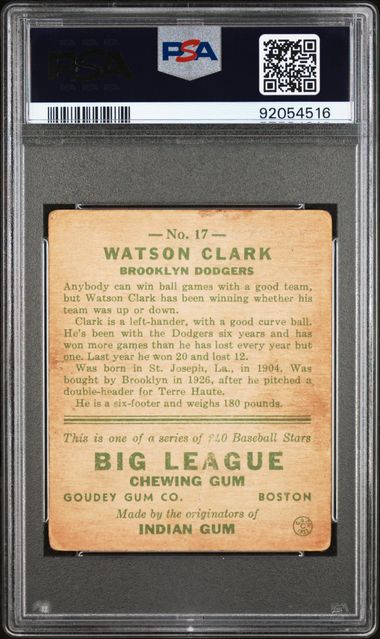 PSA
PSA
92054516
— No. 17 —
WATSON CLARK
BROOKLYN DODGERS
Anybody can win ball games with a good team,
but Watson Clark has been winning whether his
team was up or down.
Clark is a left-hander, with a good curve ball.
He's been with the Dodgers six years and has
won more games than he has lost every year but
one. Last year he won 20 and lost 12.
Was born in St. Joseph, La., in 1904. Was
bought by Brooklyn in 1926, after he pitched a
double-header for Terre Haute.
He is a six-footer and weighs 180 pounds.
This is one of a series of 240 Baseball Stars
BIG LEAGUE
CHEWING GUM
GOUDEY GUM CO. BOSTON
Made by the originators of
INDIAN GUM